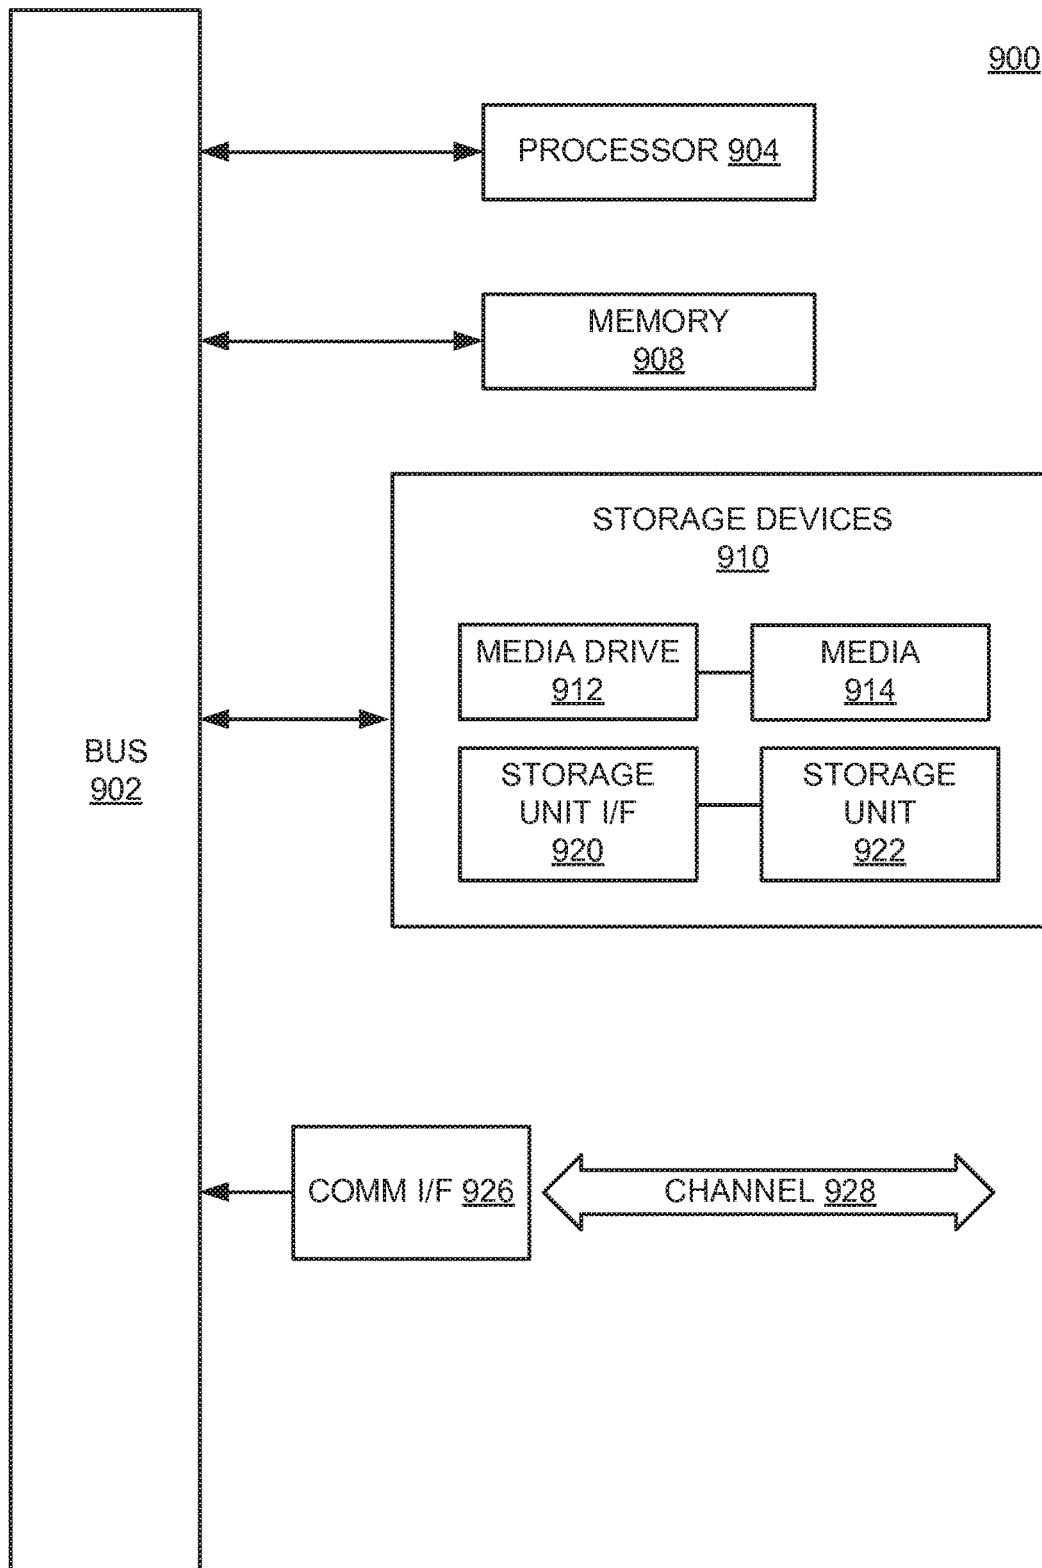 900
PROCESSOR 904
MEMORY
908
STORAGE DEVICES
910
MEDIA DRIVE
912
MEDIA
914
BUS
902
STORAGE
UNIT I/F
920
STORAGE
UNIT
922
COMM I/F 926
CHANNEL 928